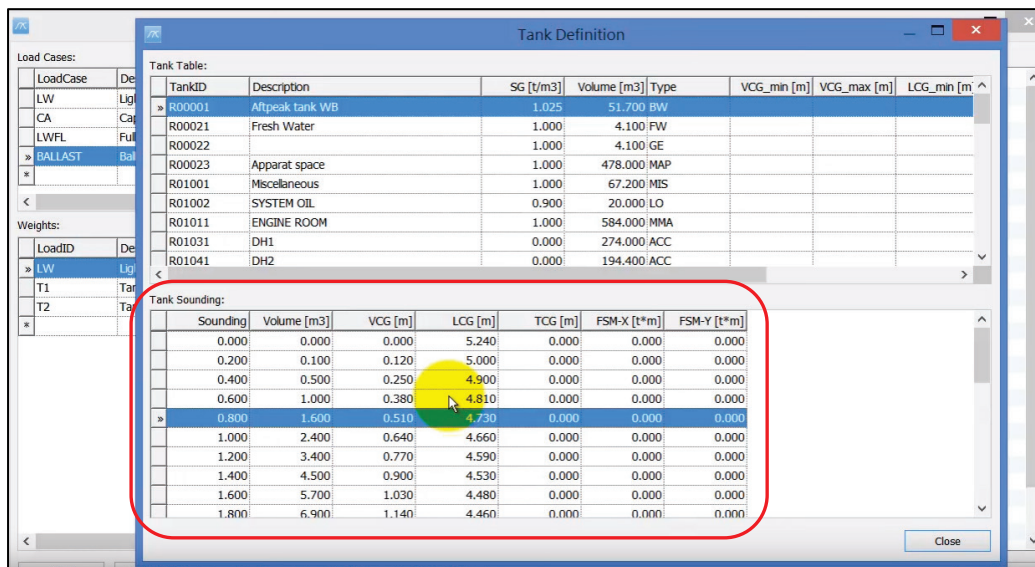 Tank Definition
Load Cases:
LoadCase De
LW Ligl
CA Cap
LWFL Full
» BALLAST Bal
*
Weights:
LoadID De
» LW Ligl
T1 Tar
T2 Tar
*
Tank Table:
TankID Description SG [t/m3] Volume [m3] Type VCG_min [m] VCG_max [m] LCG_min [m
» R00001 Aftpeak tank WB 1.025 51.700 BW
R00021 Fresh Water 1.000 4.100 FW
R00022 1.000 4.100 GE
R00023 Apparat space 1.000 478.000 MAP
R01001 Miscellaneous 1.000 67.200 MIS
R01002 SYSTEM OIL 0.900 20.000 LO
R01011 ENGINE ROOM 1.000 584.000 MMA
R01031 DH1 0.000 274.000 ACC
R01041 DH2 0.000 194.400 ACC
Tank Sounding:
Sounding Volume [m3] VCG [m] LCG [m] TCG [m] FSM-X [t*m] FSM-Y [t*m]
0.000 0.000 0.000 5.240 0.000 0.000 0.000
0.200 0.100 0.120 5.000 0.000 0.000 0.000
0.400 0.500 0.250 4.900 0.000 0.000 0.000
0.600 1.000 0.380 4.810 0.000 0.000 0.000
» 0.800 1.600 0.510 4.730 0.000 0.000 0.000
1.000 2.400 0.640 4.660 0.000 0.000 0.000
1.200 3.400 0.770 4.590 0.000 0.000 0.000
1.400 4.500 0.900 4.530 0.000 0.000 0.000
1.600 5.700 1.030 4.480 0.000 0.000 0.000
1.800 6.900 1.140 4.460 0.000 0.000 0.000
Close